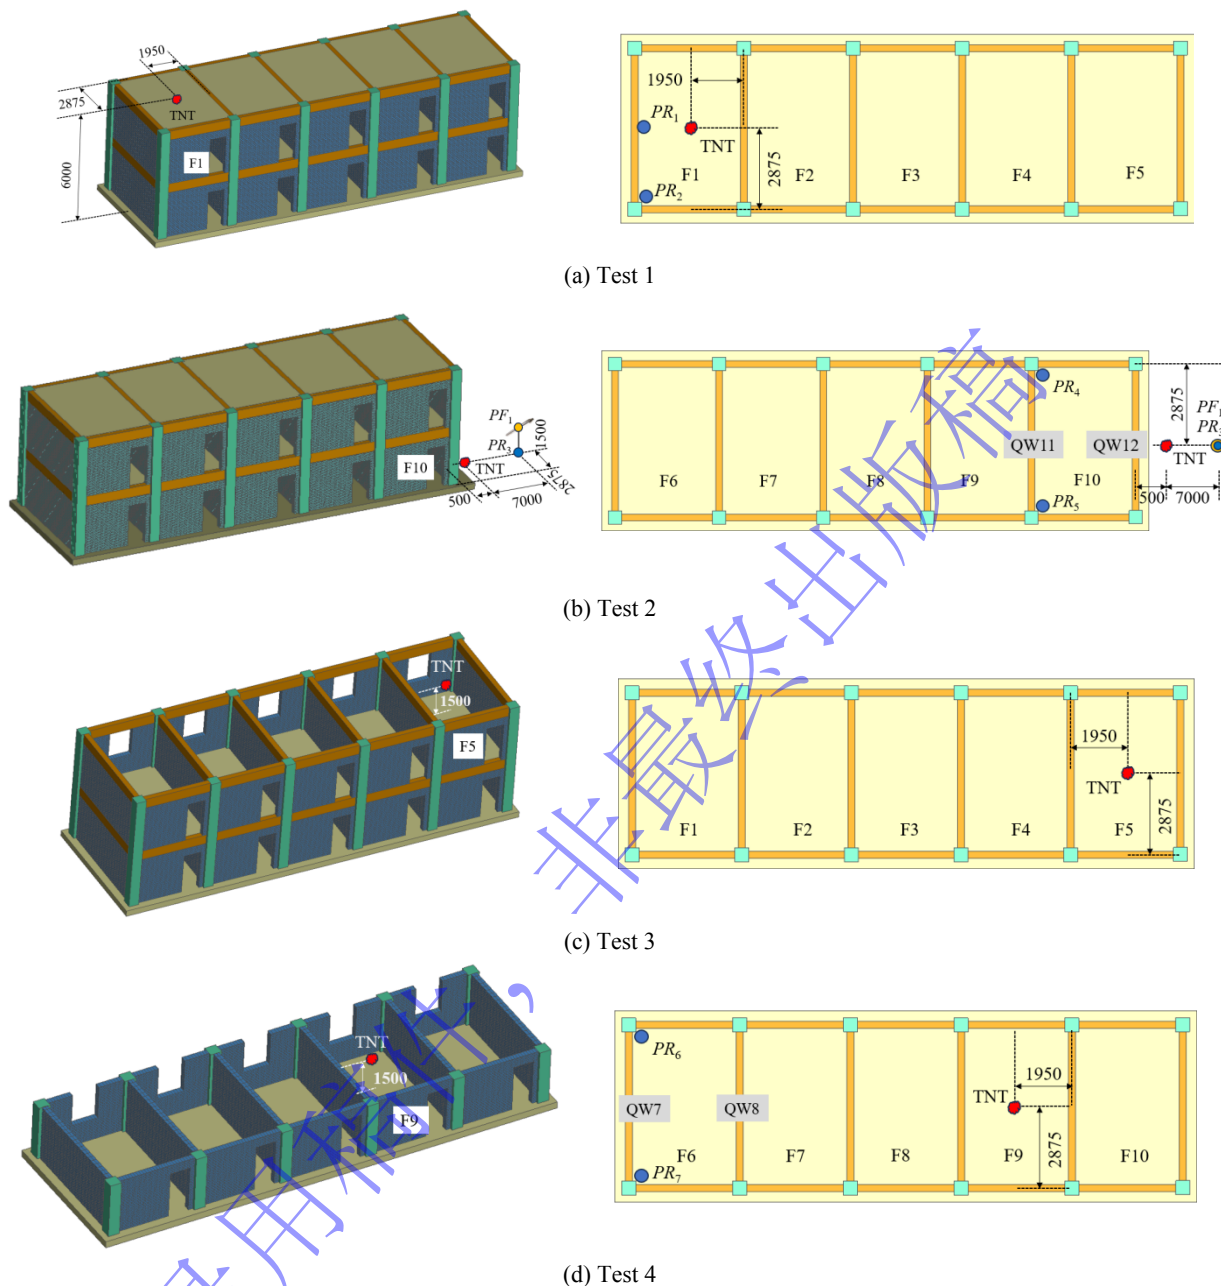 1950
2875
TNT
6000
F1
1950
PR1
TNT
2875
PR2
F1
F2
F3
F4
F5
(a) Test 1
PF1
PR3
1500
F10
TNT
2875
500
7000
PR4
2875
PF1
PR3
QW11
QW12
TNT
F6
F7
F8
F9
F10
500
7000
PR5
(b) Test 2
TNT
1500
F5
1950
TNT
2875
F1
F2
F3
F4
F5
(c) Test 3
TNT
1500
F9
PR6
1950
TNT
QW7
QW8
2875
F6
F7
F8
F9
F10
PR7
(d) Test 4
用稿件，非最终出版稿